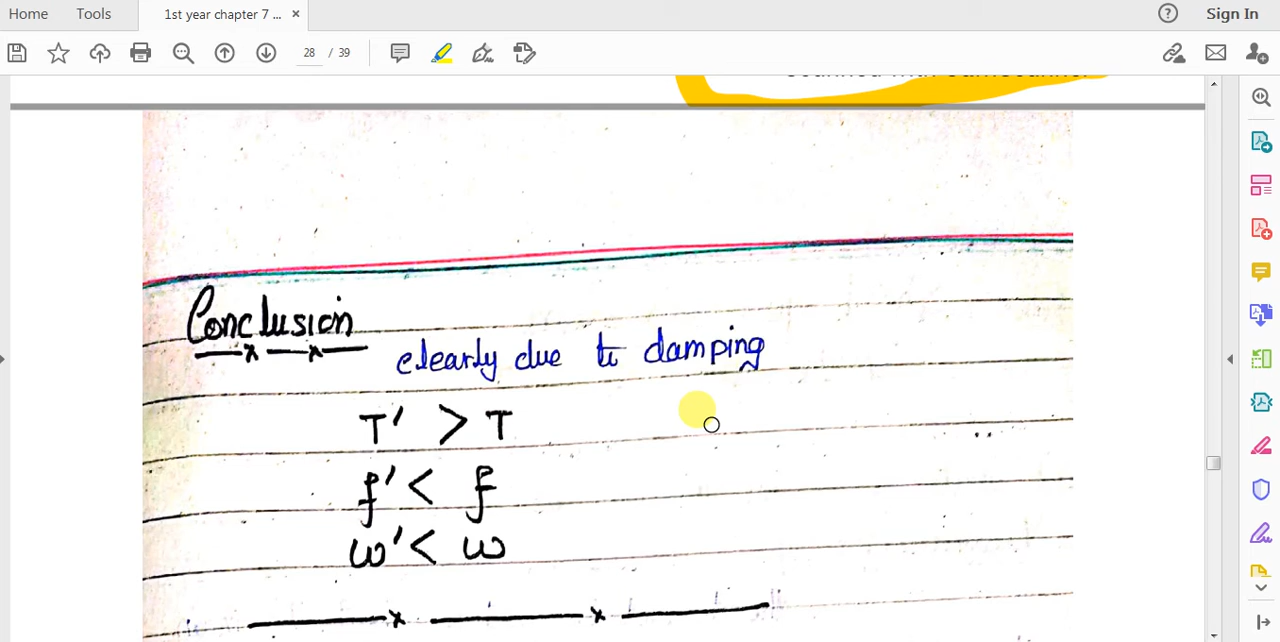 Home Tools 1st year chapter 7 ... × Sign In
28 / 39
Conclusion
clearly due to damping
T' > T
f' < f
ω' < ω